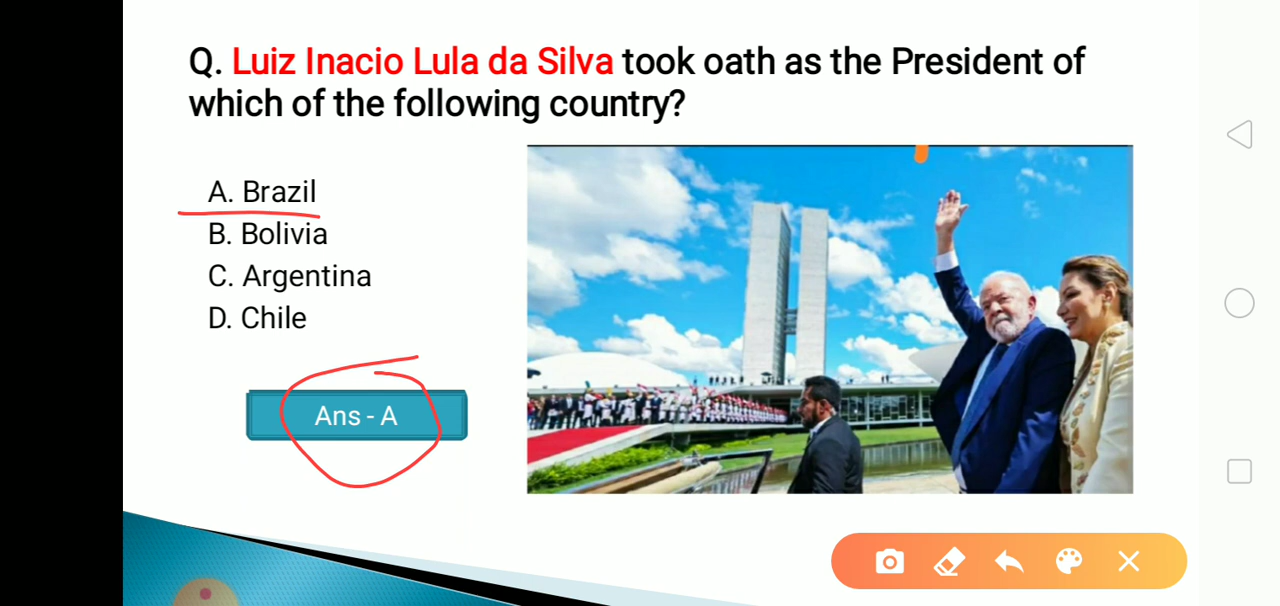 Q. Luiz Inacio Lula da Silva took oath as the President of
which of the following country?
A. Brazil
B. Bolivia
C. Argentina
D. Chile
Ans - A